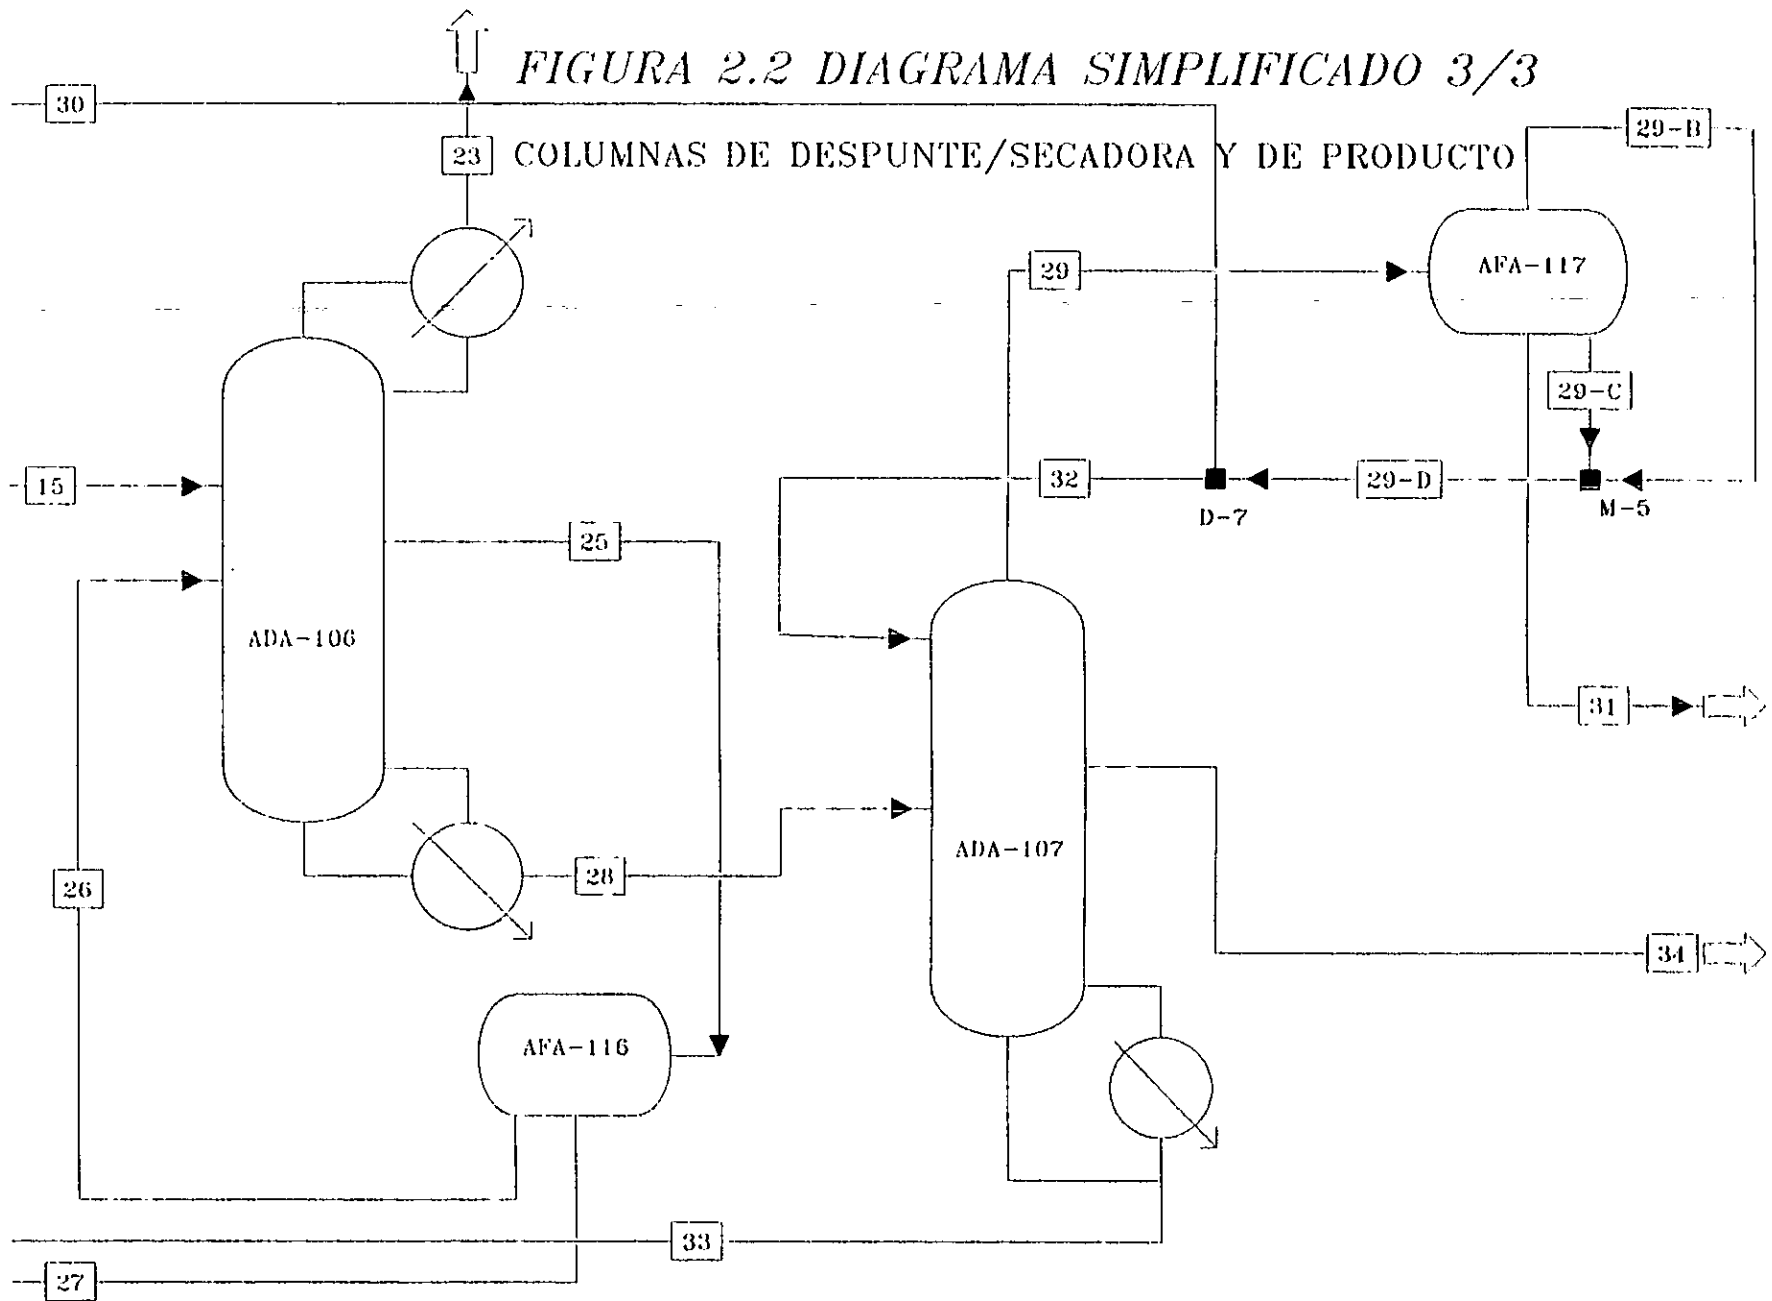 FIGURA 2.2 DIAGRAMA SIMPLIFICADO 3/3
30
29-B
23
COLUMNAS DE DESPUNTE/SECADORA Y DE PRODUCTO
29
AFA-117
29-C
15
32
29-D
D-7
M-5
25
ADA-106
31
ADA-107
28
26
34
AFA-116
33
27